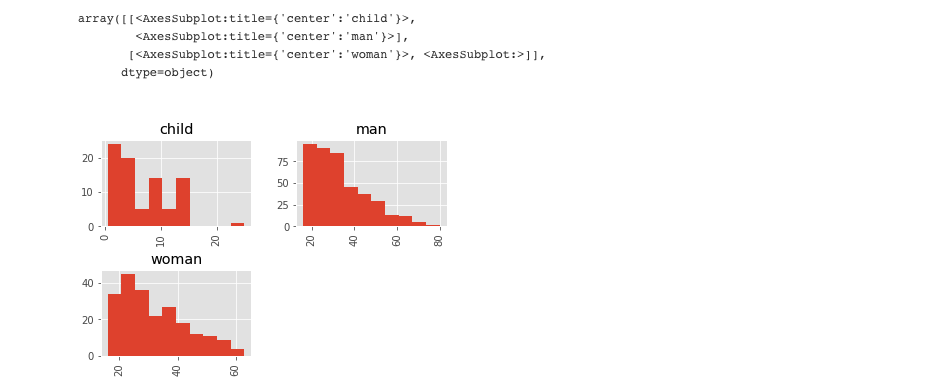 array([[<AxesSubplot:title={'center':'child'}>,
<AxesSubplot:title={'center':'man'}>],
[<AxesSubplot:title={'center':'woman'}>, <AxesSubplot:>]],
dtype=object)
child
man
20
10
0
0
10
20
75
50
25
0
20
40
60
80
woman
40
20
0
20
40
60